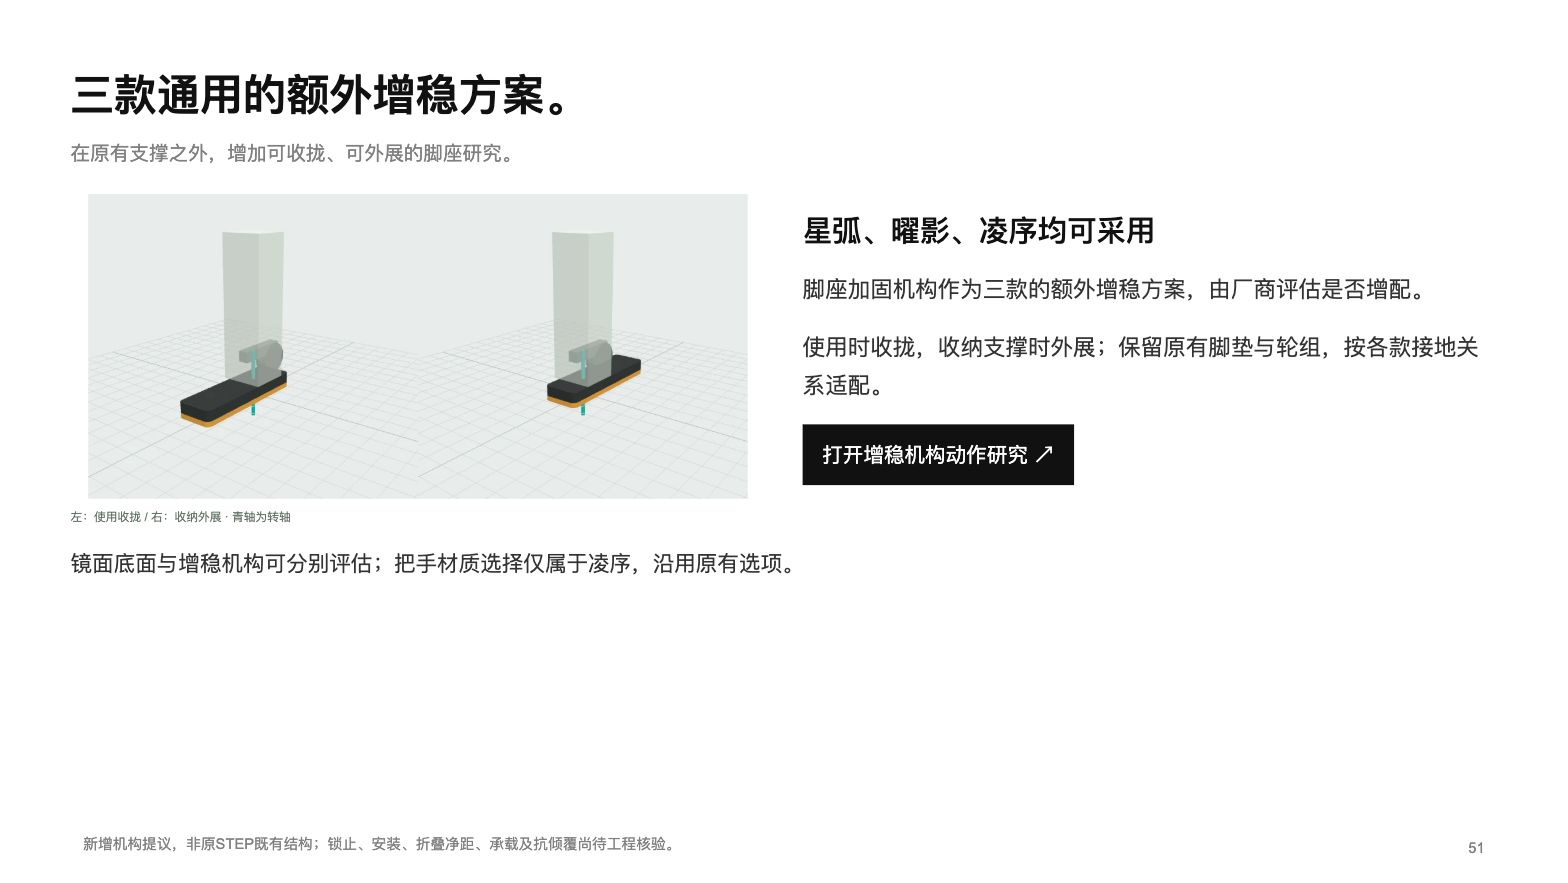 三款通用的额外增稳方案。
在原有支撑之外，增加可收拢、可外展的脚座研究。
星弧、曜影、凌序均可采用
脚座加固机构作为三款的额外增稳方案，由厂商评估是否增配。
使用时收拢，收纳支撑时外展；保留原有脚垫与轮组，按各款接地关
系适配。
打开增稳机构动作研究 ↗
左：使用收拢 / 右：收纳外展 · 青轴为转轴
镜面底面与增稳机构可分别评估；把手材质选择仅属于凌序，沿用原有选项。
新增机构提议，非原STEP既有结构；锁止、安装、折叠净距、承载及抗倾覆尚待工程核验。
51